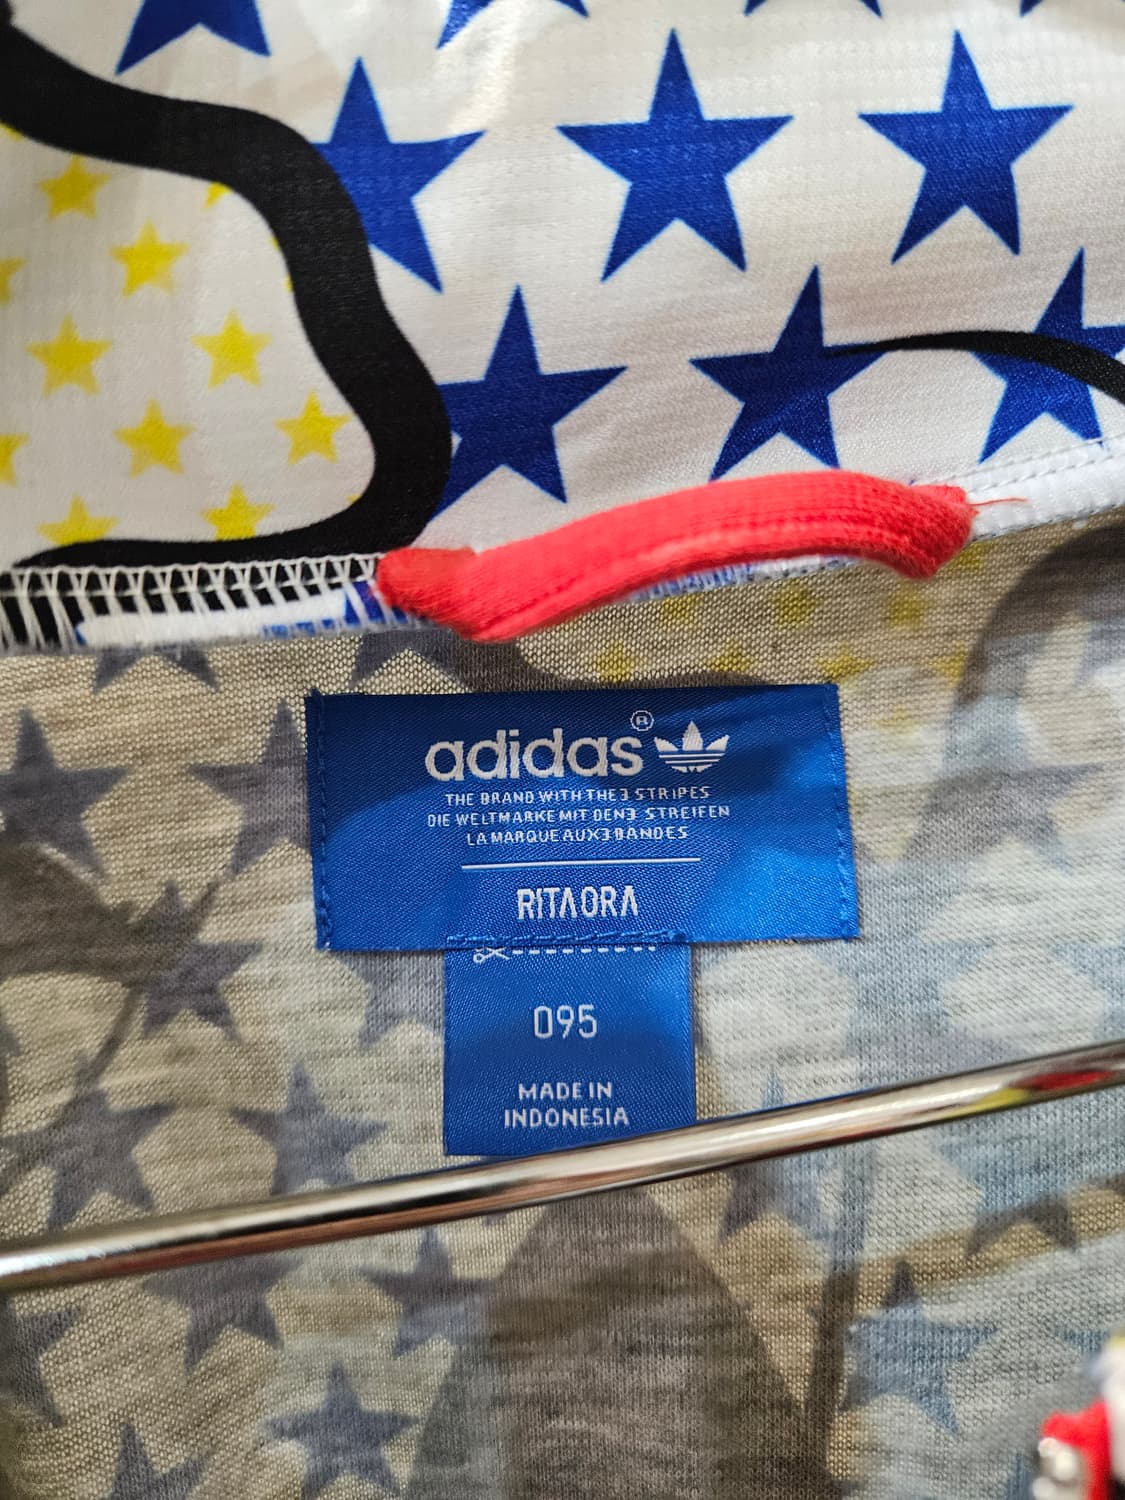 adidas®
THE BRAND WITH THE 3 STRIPES
DIE WELTMARKE MIT DEN 3 STREIFEN
LA MARQUE AUX 3 BANDES
RITA ORA
095
MADE IN
INDONESIA